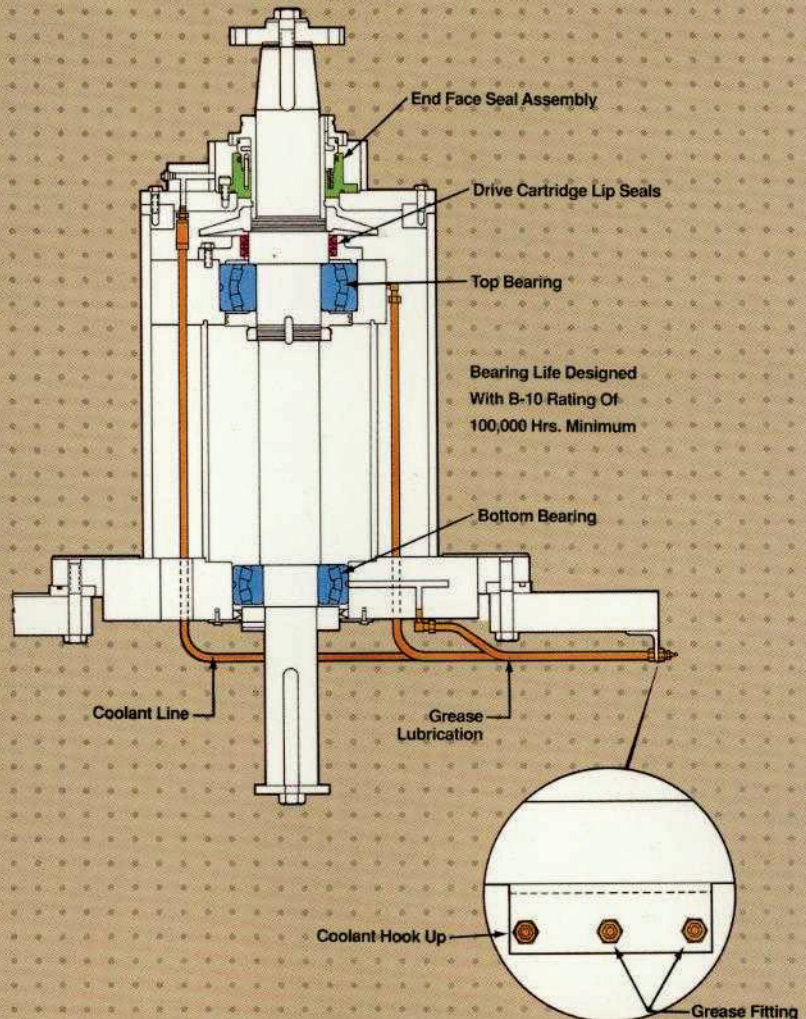 End Face Seal Assembly
Drive Cartridge Lip Seals
Top Bearing
Bearing Life Designed
With B-10 Rating Of
100,000 Hrs. Minimum
Bottom Bearing
Coolant Line
Grease
Lubrication
Coolant Hook Up
Grease Fitting